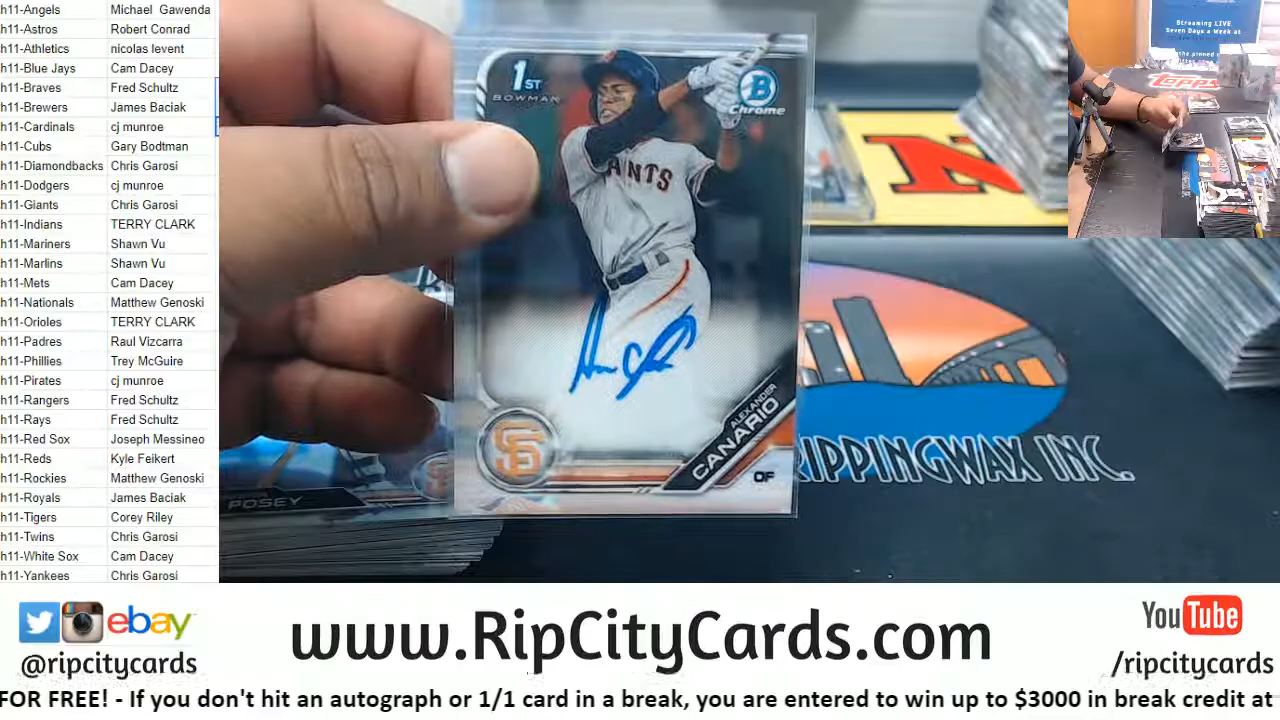 h11-Angels Michael Gawenda
h11-Astros Robert Conrad
h11-Athletics nicolas levent
h11-Blue Jays Cam Dacey
h11-Braves Fred Schultz
h11-Brewers James Baciak
h11-Cardinals cj munroe
h11-Cubs Gary Bodtman
h11-Diamondbacks Chris Garosi
h11-Dodgers cj munroe
h11-Giants Chris Garosi
h11-Indians TERRY CLARK
h11-Mariners Shawn Vu
h11-Marlins Shawn Vu
h11-Mets Cam Dacey
h11-Nationals Matthew Genoski
h11-Orioles TERRY CLARK
h11-Padres Raul Vizcarra
h11-Phillies Trey McGuire
h11-Pirates cj munroe
h11-Rangers Fred Schultz
h11-Rays Fred Schultz
h11-Red Sox Joseph Messineo
h11-Reds Kyle Feikert
h11-Rockies Matthew Genoski
h11-Royals James Baciak
h11-Tigers Corey Riley
h11-Twins Chris Garosi
h11-White Sox Cam Dacey
h11-Yankees Chris Garosi
1ST
BOWMAN
B
Chrome
ANTS
ALEXANDER
CANARIO
OF
SF
POSEY
N
RIPPINGWAX INC.
Streaming LIVE
Seven Days a Week at
topps
ebay
@ripcitycards
www.RipCityCards.com
YouTube
/ripcitycards
FOR FREE! - If you don't hit an autograph or 1/1 card in a break, you are entered to win up to $3000 in break credit at